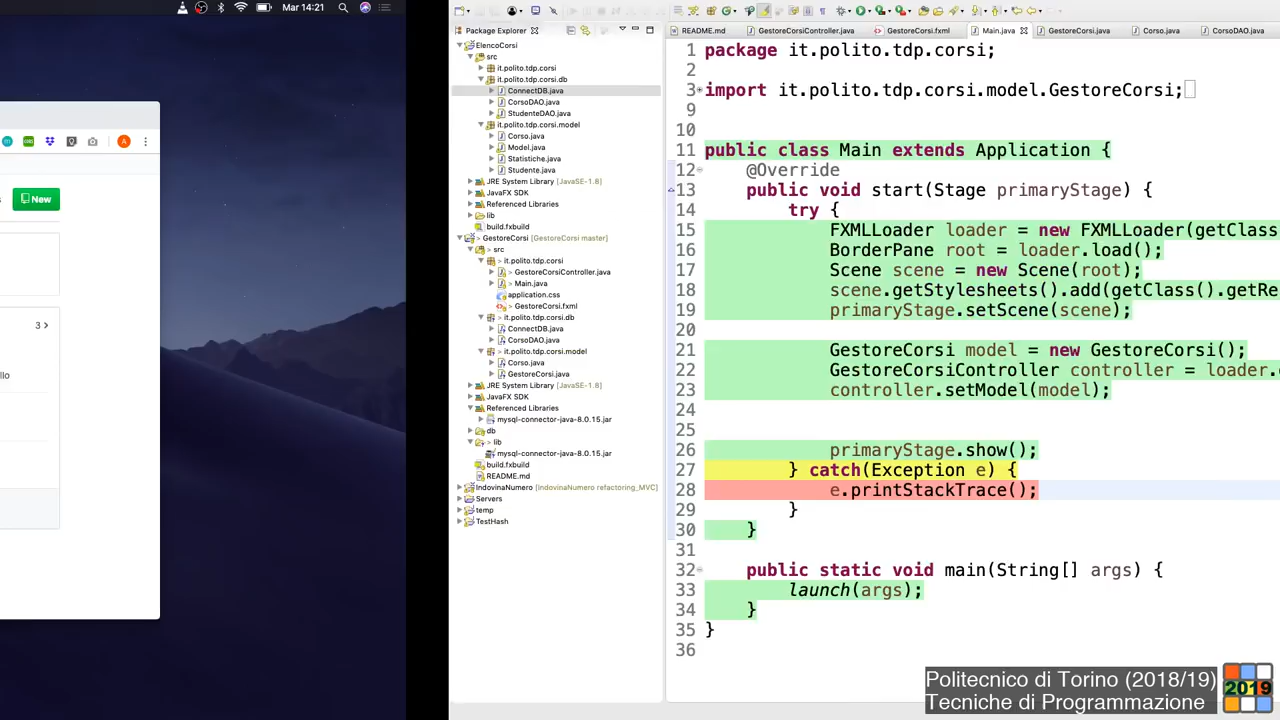 Mar 14:21
New
3 >
llo
Package Explorer
ElencoCorsi
src
it.polito.tdp.corsi
it.polito.tdp.corsi.db
ConnectDB.java
CorsoDAO.java
StudenteDAO.java
it.polito.tdp.corsi.model
Corso.java
Model.java
Statistiche.java
Studente.java
JRE System Library [JavaSE-1.8]
JavaFX SDK
Referenced Libraries
lib
build.fxbuild
> GestoreCorsi [GestoreCorsi master]
> src
> it.polito.tdp.corsi
> GestoreCorsiController.java
> Main.java
application.css
> GestoreCorsi.fxml
> it.polito.tdp.corsi.db
ConnectDB.java
CorsoDAO.java
> it.polito.tdp.corsi.model
Corso.java
GestoreCorsi.java
JRE System Library [JavaSE-1.8]
JavaFX SDK
Referenced Libraries
mysql-connector-java-8.0.15.jar
db
> lib
mysql-connector-java-8.0.15.jar
build.fxbuild
README.md
IndovinaNumero [IndovinaNumero refactoring_MVC]
Servers
temp
TestHash
README.md GestoreCorsiController.java GestoreCorsi.fxml Main.java GestoreCorsi.java Corso.java CorsoDAO.java
1 package it.polito.tdp.corsi;
2
3 import it.polito.tdp.corsi.model.GestoreCorsi;
9
10
11 public class Main extends Application {
12 @Override
13 public void start(Stage primaryStage) {
14 try {
15 FXMLLoader loader = new FXMLLoader(getClass
16 BorderPane root = loader.load();
17 Scene scene = new Scene(root);
18 scene.getStylesheets().add(getClass().getRe
19 primaryStage.setScene(scene);
20
21 GestoreCorsi model = new GestoreCorsi();
22 GestoreCorsiController controller = loader.
23 controller.setModel(model);
24
25
26 primaryStage.show();
27 } catch(Exception e) {
28 e.printStackTrace();
29 }
30 }
31
32 public static void main(String[] args) {
33 launch(args);
34 }
35 }
36
Politecnico di Torino (2018/19)
Tecniche di Programmazione
2019